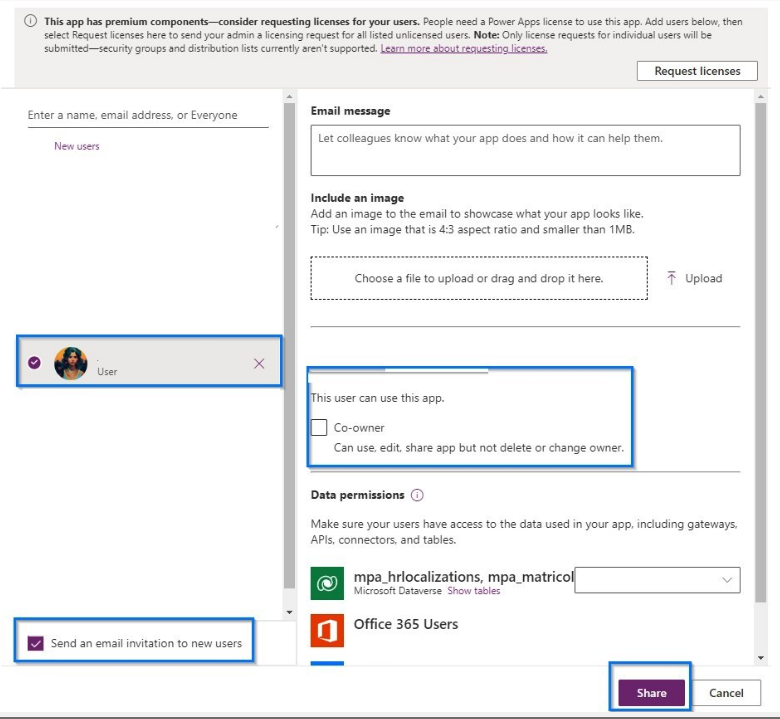 This app has premium components—consider requesting licenses for your users. People need a Power Apps license to use this app. Add users below, then
select Request licenses here to send your admin a licensing request for all listed unlicensed users. Note: Only license requests for individual users will be
submitted—security groups and distribution lists currently aren't supported. Learn more about requesting licenses.
Request licenses
Enter a name, email address, or Everyone
New users
User
Send an email invitation to new users
Email message
Let colleagues know what your app does and how it can help them.
Include an image
Add an image to the email to showcase what your app looks like.
Tip: Use an image that is 4:3 aspect ratio and smaller than 1MB.
Choose a file to upload or drag and drop it here.
Upload
This user can use this app.
Co-owner
Can use, edit, share app but not delete or change owner.
Data permissions
Make sure your users have access to the data used in your app, including gateways,
APIs, connectors, and tables.
mpa_hrlocalizations, mpa_matricol
Microsoft Dataverse Show tables
Office 365 Users
Share
Cancel